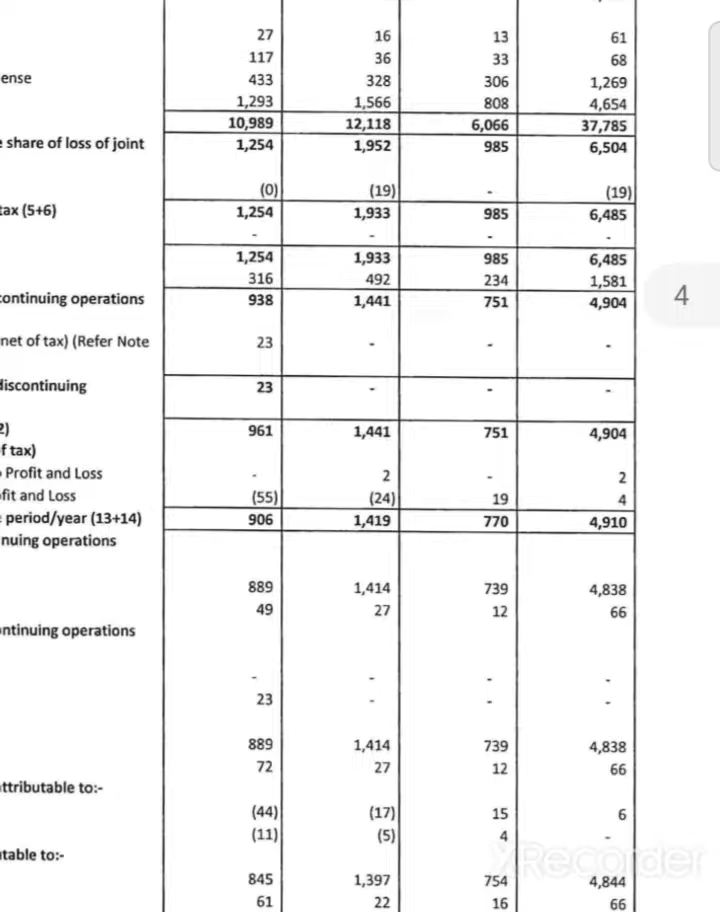 27 16 13 61
117 36 33 68
ense 433 328 306 1,269
1,293 1,566 808 4,654
10,989 12,118 6,066 37,785
share of loss of joint 1,254 1,952 985 6,504
(0) (19) - (19)
tax (5+6) 1,254 1,933 985 6,485
- - - -
1,254 1,933 985 6,485
316 492 234 1,581
continuing operations 938 1,441 751 4,904
4
net of tax) (Refer Note 23 - - -
discontinuing 23 - - -
2) 961 1,441 751 4,904
f tax)
Profit and Loss - 2 - 2
fit and Loss (55) (24) 19 4
period/year (13+14) 906 1,419 770 4,910
nuing operations
889 1,414 739 4,838
49 27 12 66
ontinuing operations
- - - -
23 - - -
889 1,414 739 4,838
72 27 12 66
attributable to:-
(44) (17) 15 6
(11) (5) 4 -
table to:-
XRecorder
845 1,397 754 4,844
61 22 16 66